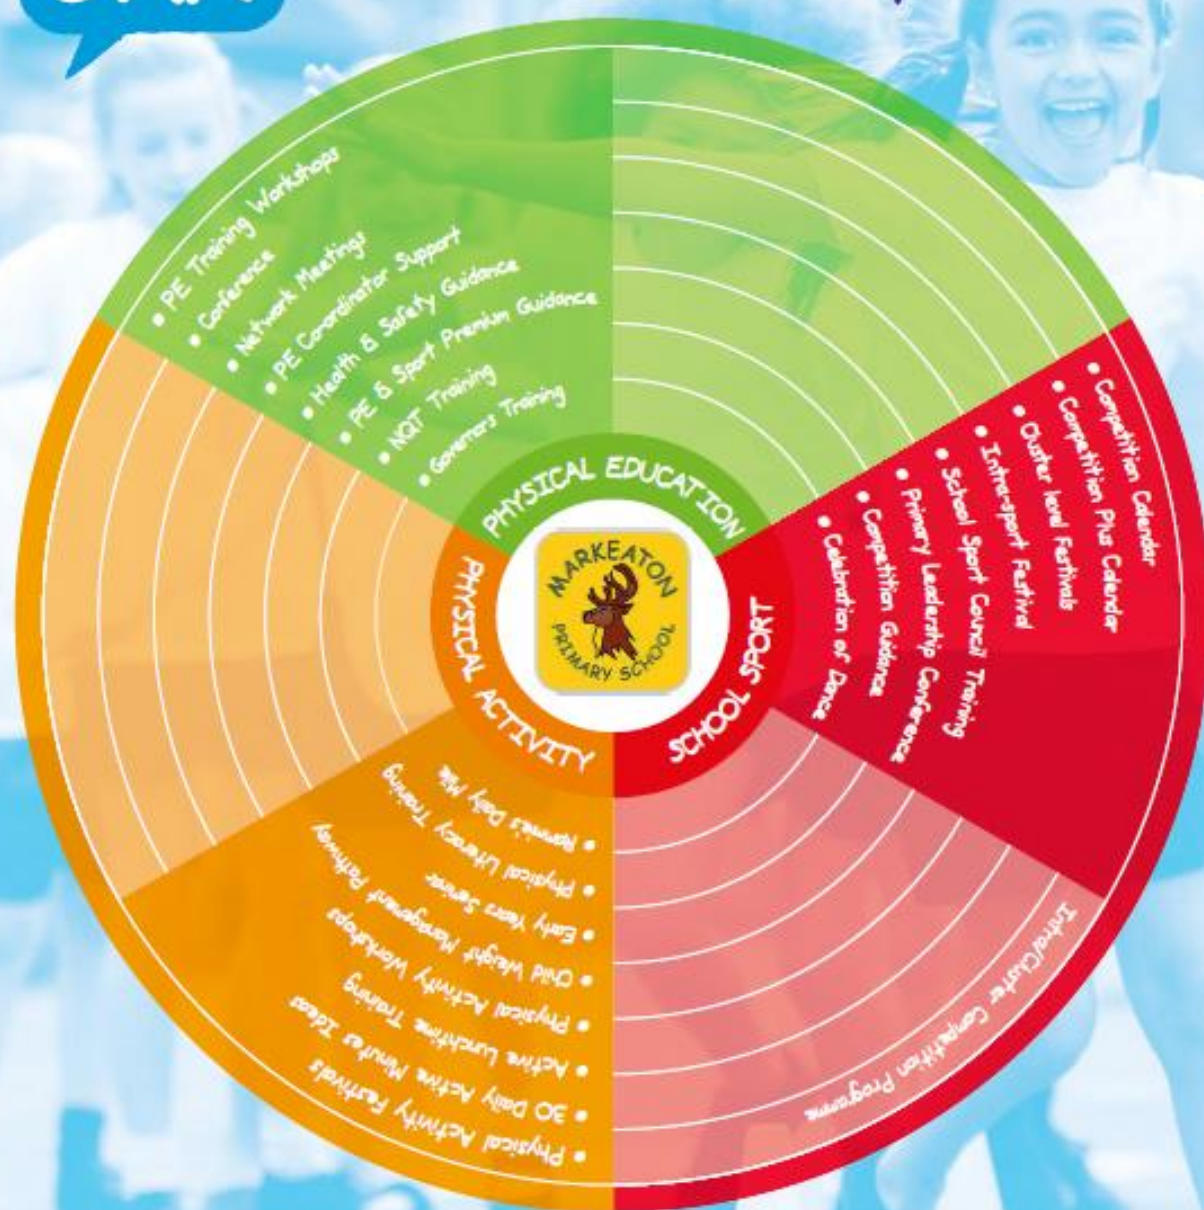 PE Training Workshops
Conference
Network Meetings
PE Co-ordinator Support
Health & Safety Guidance
PE & Sport Premium Guidance
NQT Training
Governors Training
PHYSICAL EDUCATION
Competition Calendar
Competition Plus Calendar
Cluster level Festivals
Intra-sport Festival
School Sport Council Training
Primary Leadership Conference
Competition Guidance
Celebration of Dance
SCHOOL SPORT
Intra/Cluster Competition Programme
MARKEATON
PRIMARY SCHOOL
PHYSICAL ACTIVITY
Rammie's Daily Mile
Physical Literacy Training
Early Years Seminar
Child Weight Management Pathway
Physical Activity Workshops
Active Lunchtime Training
30 Daily Active Minutes Ideas
Physical Activity Festivals